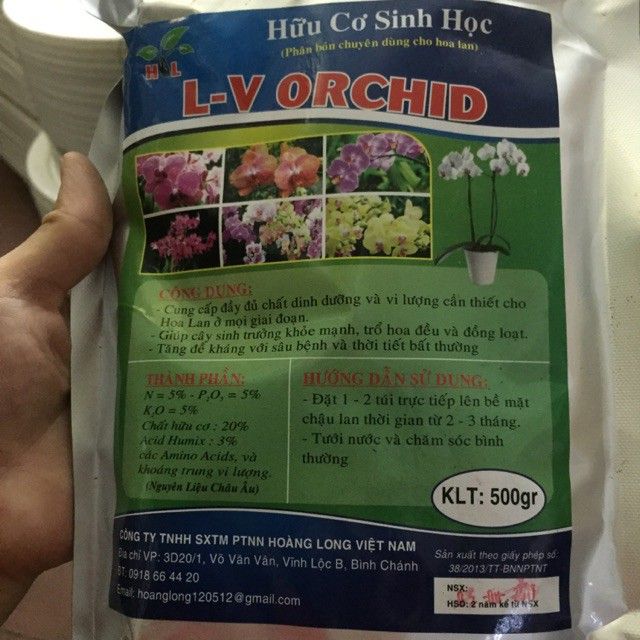 Hữu Cơ Sinh Học
(Phân bón chuyên dùng cho hoa lan)
H L
L-V ORCHID
CÔNG DỤNG:
- Cung cấp đầy đủ chất dinh dưỡng và vi lượng cần thiết cho
Hoa Lan ở mọi giai đoạn.
- Giúp cây sinh trưởng khỏe mạnh, trổ hoa đều và đồng loạt.
- Tăng đề kháng với sâu bệnh và thời tiết bất thường
THÀNH PHẦN:
N = 5% - P₂O₅ = 5%
K₂O = 5%
Chất hữu cơ : 20%
Acid Humix : 3%
các Amino Acids, và
khoáng trung vi lượng.
(Nguyên Liệu Châu Âu)
HƯỚNG DẪN SỬ DỤNG:
- Đặt 1 - 2 túi trực tiếp lên bề mặt
chậu lan thời gian từ 2 - 3 tháng.
- Tưới nước và chăm sóc bình
thường
KLT: 500gr
CÔNG TY TNHH SXTM PTNN HOÀNG LONG VIỆT NAM
Địa chỉ VP: 3D20/1, Võ Văn Vân, Vĩnh Lộc B, Bình Chánh
ĐT: 0918 66 44 20
Email: hoanglong120512@gmail.com
Sản xuất theo giấy phép số:
38/2013/TT-BNNPTNT
NSX:
HSD: 2 năm kể từ NSX